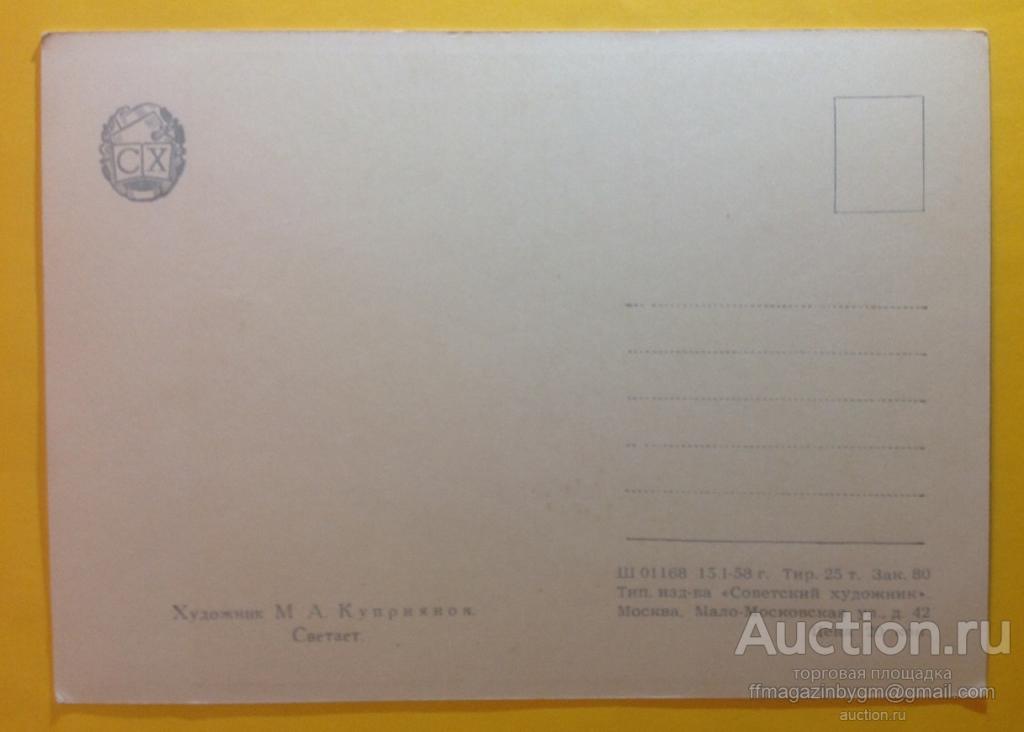 СХ
Художник М. А. Куприянов.
Светает.
Ш 01168 15.I-58 г. Тир. 25 т. Зак. 80
Тип. изд-ва «Советский художник».
Москва, Мало-Московская ул., д. 42
Auction.ru
торговая площадка
ffmagazinbygm@gmail.com
auction.ru